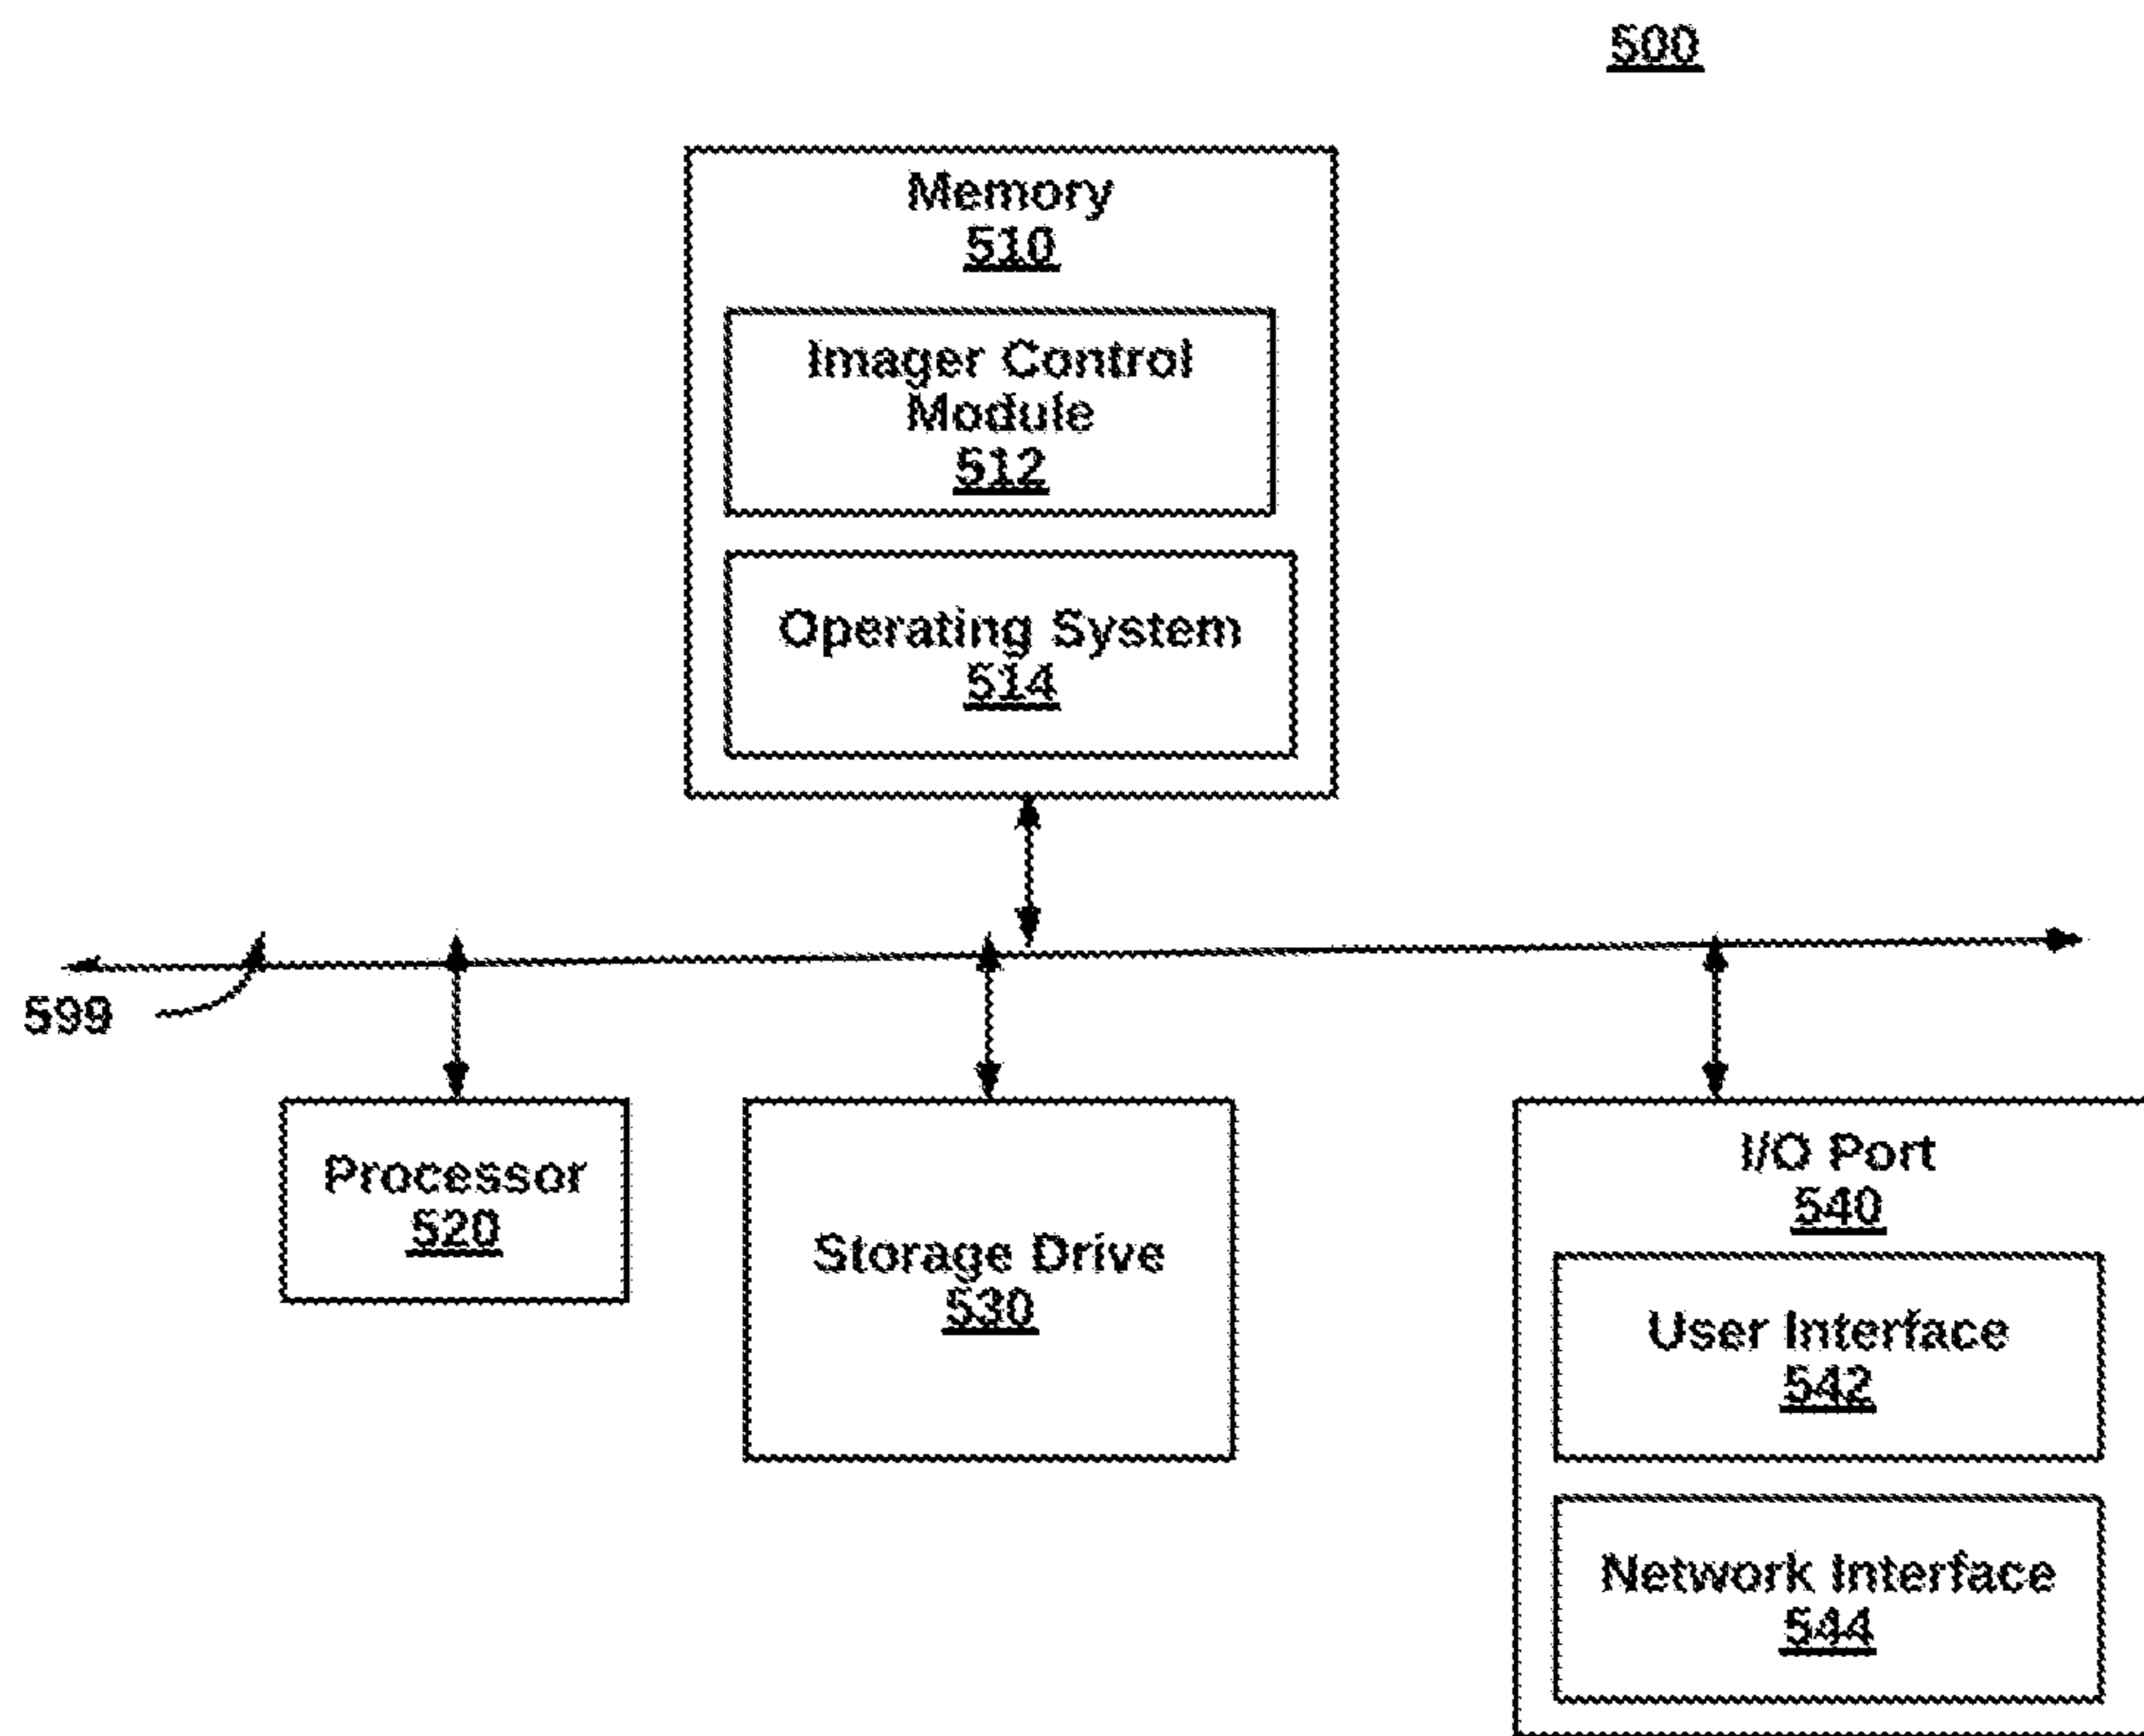 500
Memory
510
Imager Control
Module
512
Operating System
514
599
Processor
520
Storage Drive
530
I/O Port
540
User Interface
542
Network Interface
544